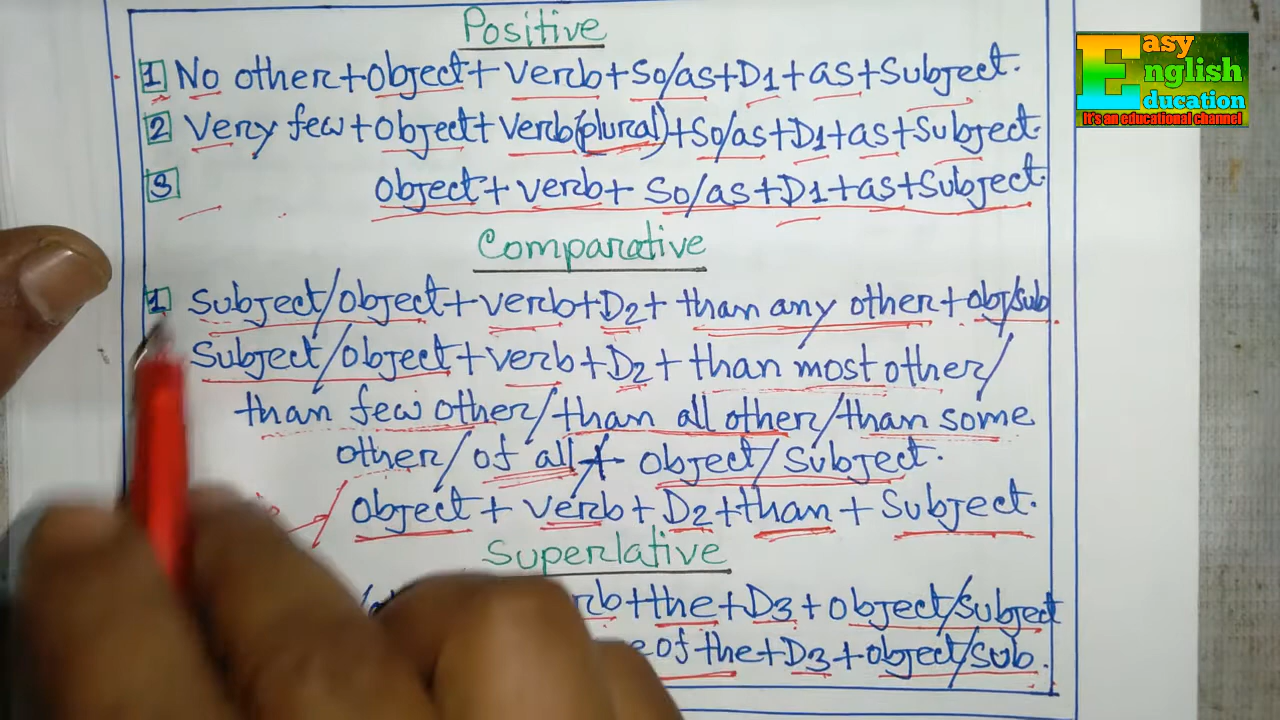 Positive
1 No other+object+verb+so/as+D1+as+Subject.
2 Very few+object+verb(plural)+so/as+D1+as+Subject.
3 object+verb+so/as+D1+as+Subject.
Comparative
1 Subject/object+verb+D2+than any other+obj/sub
Subject/object+verb+D2+than most other/
than few other/than all other/than some
other/of all+object/subject.
object+verb+D2+than+Subject.
Superlative
+the+D3+object/subject
of the+D3+object/sub.
Easy
English
Education
It's an educational channel